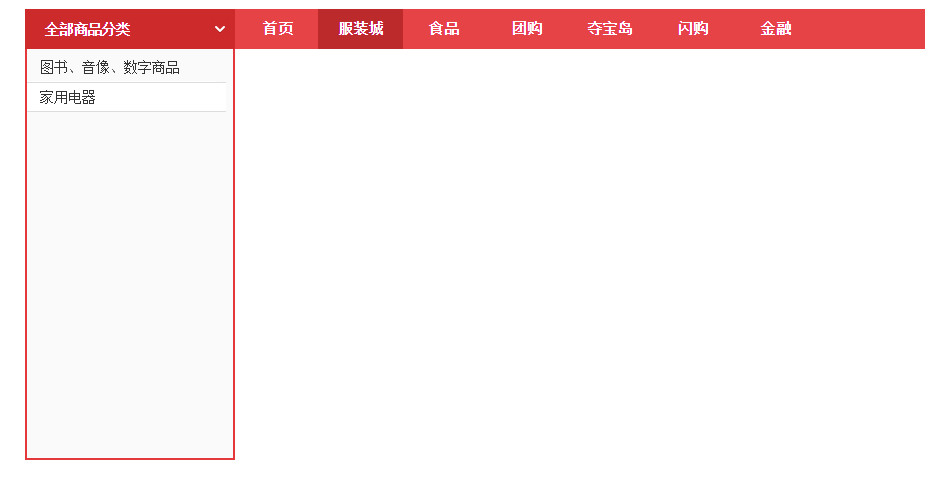 全部商品分类 首页 服装城 食品 团购 夺宝岛 闪购 金融
图书、音像、数字商品
家用电器